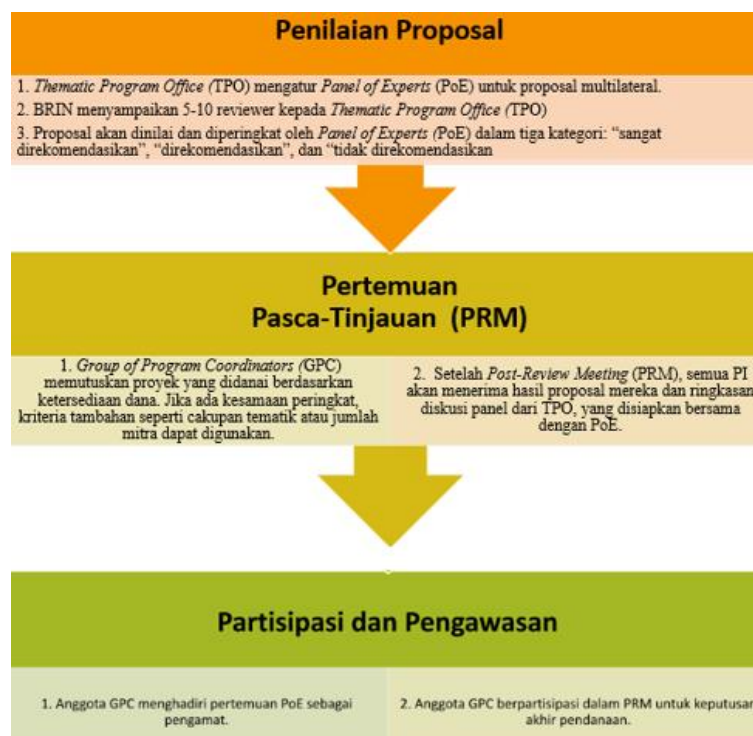 Penilaian Proposal
1. Thematic Program Office (TPO) mengatur Panel of Experts (PoE) untuk proposal multilateral.
2. BRIN menyampaikan 5-10 reviewer kepada Thematic Program Office (TPO)
3. Proposal akan dinilai dan diperingkat oleh Panel of Experts (PoE) dalam tiga kategori: “sangat
direkomendasikan”, “direkomendasikan”, dan “tidak direkomendasikan
Pertemuan
Pasca-Tinjauan (PRM)
1. Group of Program Coordinators (GPC)
memutuskan proyek yang didanai berdasarkan
ketersediaan dana. Jika ada kesamaan peringkat,
kriteria tambahan seperti cakupan tematik atau jumlah
mitra dapat digunakan.
2. Setelah Post-Review Meeting (PRM), semua PI
akan menerima hasil proposal mereka dan ringkasan
diskusi panel dari TPO, yang disiapkan bersama
dengan PoE.
Partisipasi dan Pengawasan
1. Anggota GPC menghadiri pertemuan PoE sebagai
pengamat.
2. Anggota GPC berpartisipasi dalam PRM untuk keputusan
akhir pendanaan.